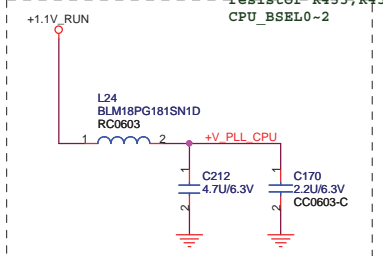 CPU_BSEL0~2
+1.1V_RUN
L24
BLM18PG181SN1D
RC0603
1
2
+V_PLL_CPU
1
C212
4.7U/6.3V
2
1
C170
2.2U/6.3V
CC0603-C
2